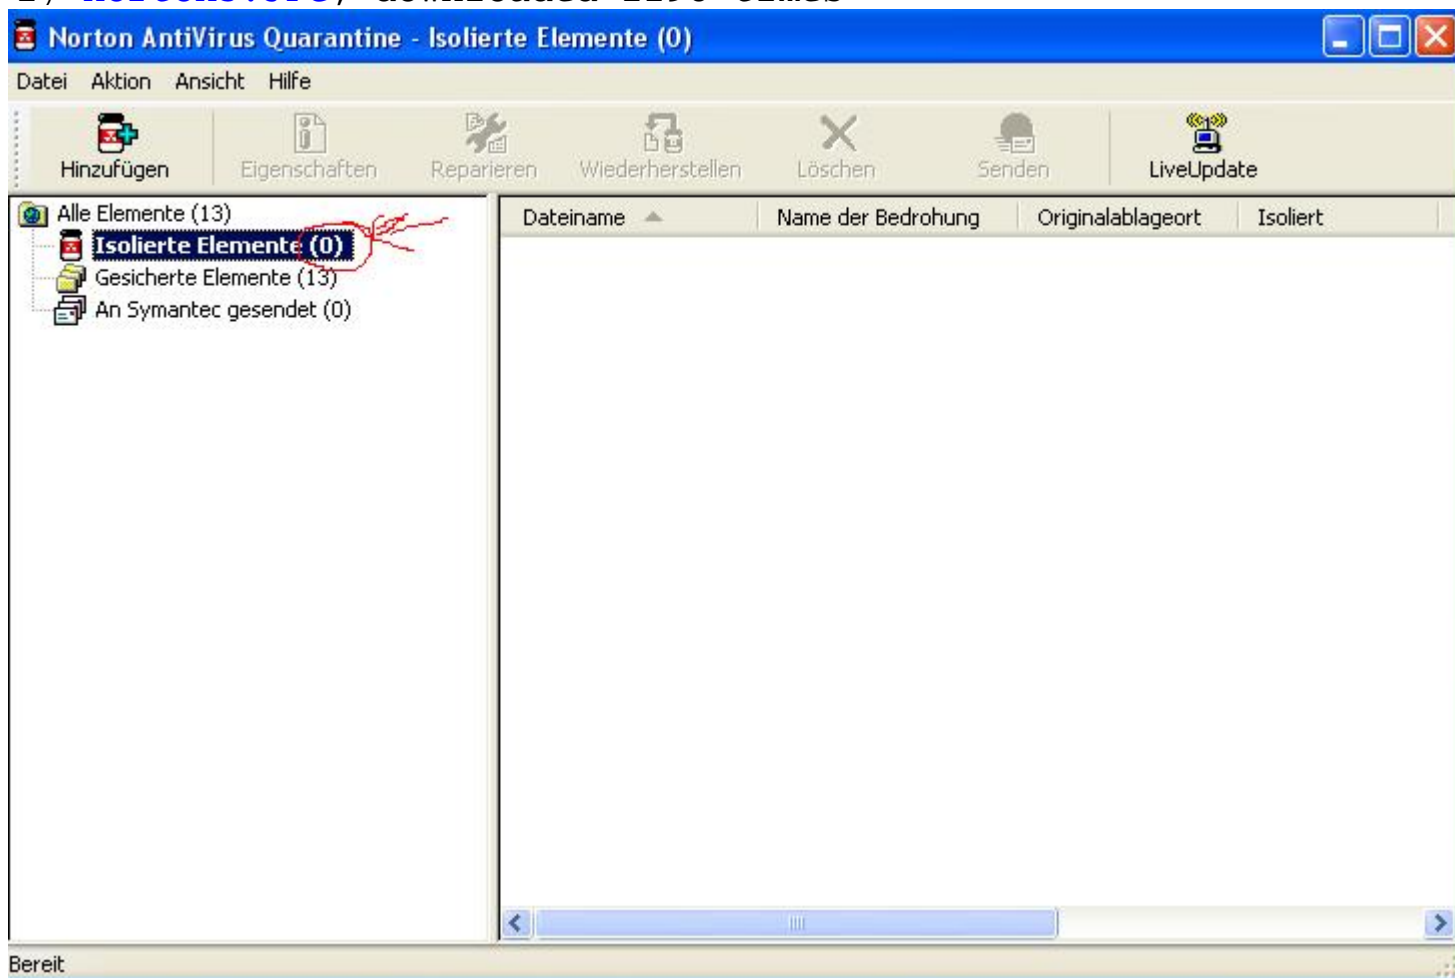 downloaded
Norton AntiVirus Quarantine - Isolierte Elemente (0)
Datei Aktion Ansicht Hilfe
Hinzufügen Eigenschaften Reparieren Wiederherstellen Löschen Senden LiveUpdate
Alle Elemente (13)
Isolierte Elemente (0)
Gesicherte Elemente (13)
An Symantec gesendet (0)
Dateiname Name der Bedrohung Originalablageort Isoliert
Bereit